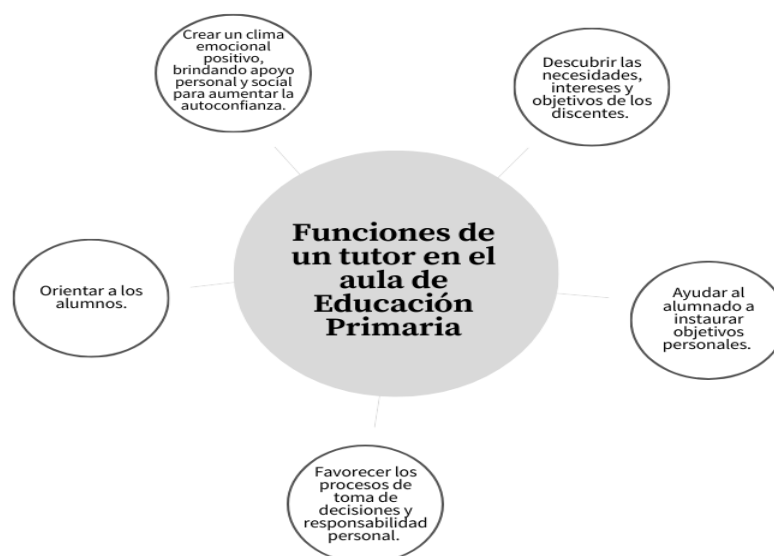 Crear un clima
emocional
positivo,
brindando apoyo
personal y social
para aumentar la
autoconfianza.
Descubrir las
necesidades,
intereses y
objetivos de los
discentes.
Funciones de
un tutor en el
aula de
Educación
Primaria
Orientar a los
alumnos.
Ayudar al
alumnado a
instaurar
objetivos
personales.
Favorecer los
procesos de
toma de
decisiones y
responsabilidad
personal.